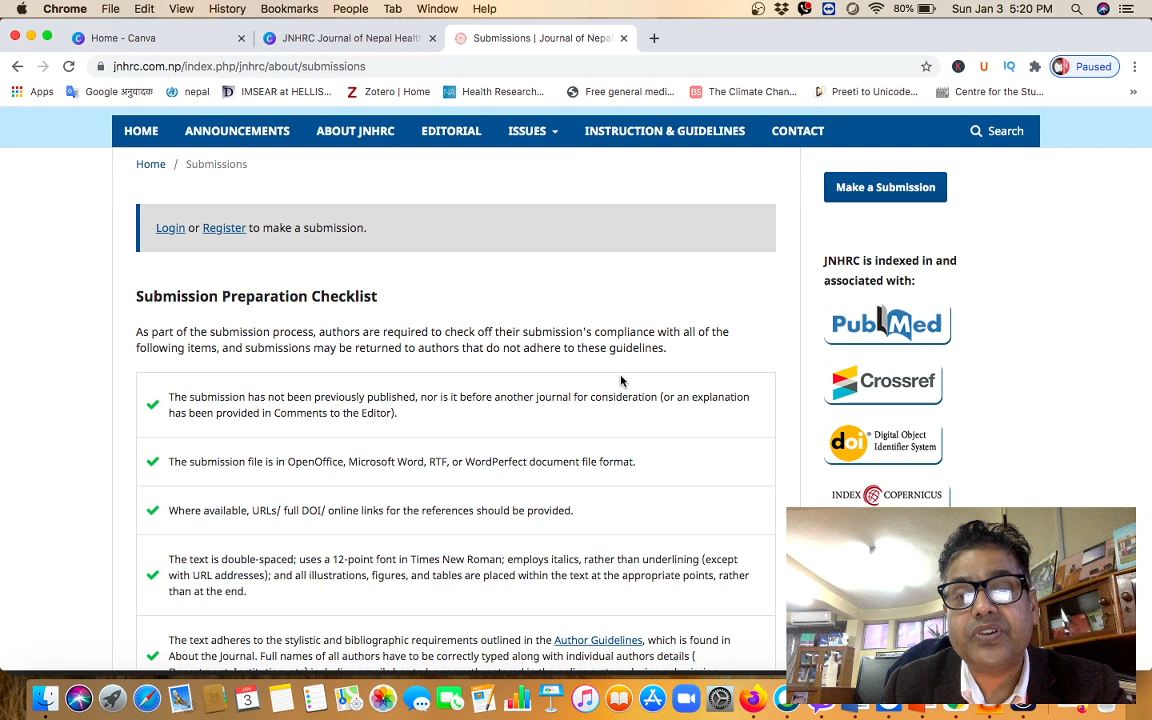 Chrome File Edit View History Bookmarks People Tab Window Help 80% Sun Jan 3 5:20 PM
Home - Canva JNHRC Journal of Nepal Healt Submissions | Journal of Nepa
jnhrc.com.np/index.php/jnhrc/about/submissions Paused
Apps Google अनुवादक nepal IMSEAR at HELLIS... Zotero | Home Health Research... Free general medi... The Climate Chan... Preeti to Unicode... Centre for the Stu...
HOME ANNOUNCEMENTS ABOUT JNHRC EDITORIAL ISSUES INSTRUCTION & GUIDELINES CONTACT Search
Home / Submissions
Make a Submission
Login or Register to make a submission.
JNHRC is indexed in and
associated with:
Submission Preparation Checklist
PubMed
As part of the submission process, authors are required to check off their submission's compliance with all of the
following items, and submissions may be returned to authors that do not adhere to these guidelines.
Crossref
The submission has not been previously published, nor is it before another journal for consideration (or an explanation
has been provided in Comments to the Editor).
doi Digital Object
Identifier System
The submission file is in OpenOffice, Microsoft Word, RTF, or WordPerfect document file format.
INDEX COPERNICUS
Where available, URLs/ full DOI/ online links for the references should be provided.
The text is double-spaced; uses a 12-point font in Times New Roman; employs italics, rather than underlining (except
with URL addresses); and all illustrations, figures, and tables are placed within the text at the appropriate points, rather
than at the end.
The text adheres to the stylistic and bibliographic requirements outlined in the Author Guidelines, which is found in
About the Journal. Full names of all authors have to be correctly typed along with individual authors details (
JAN
3